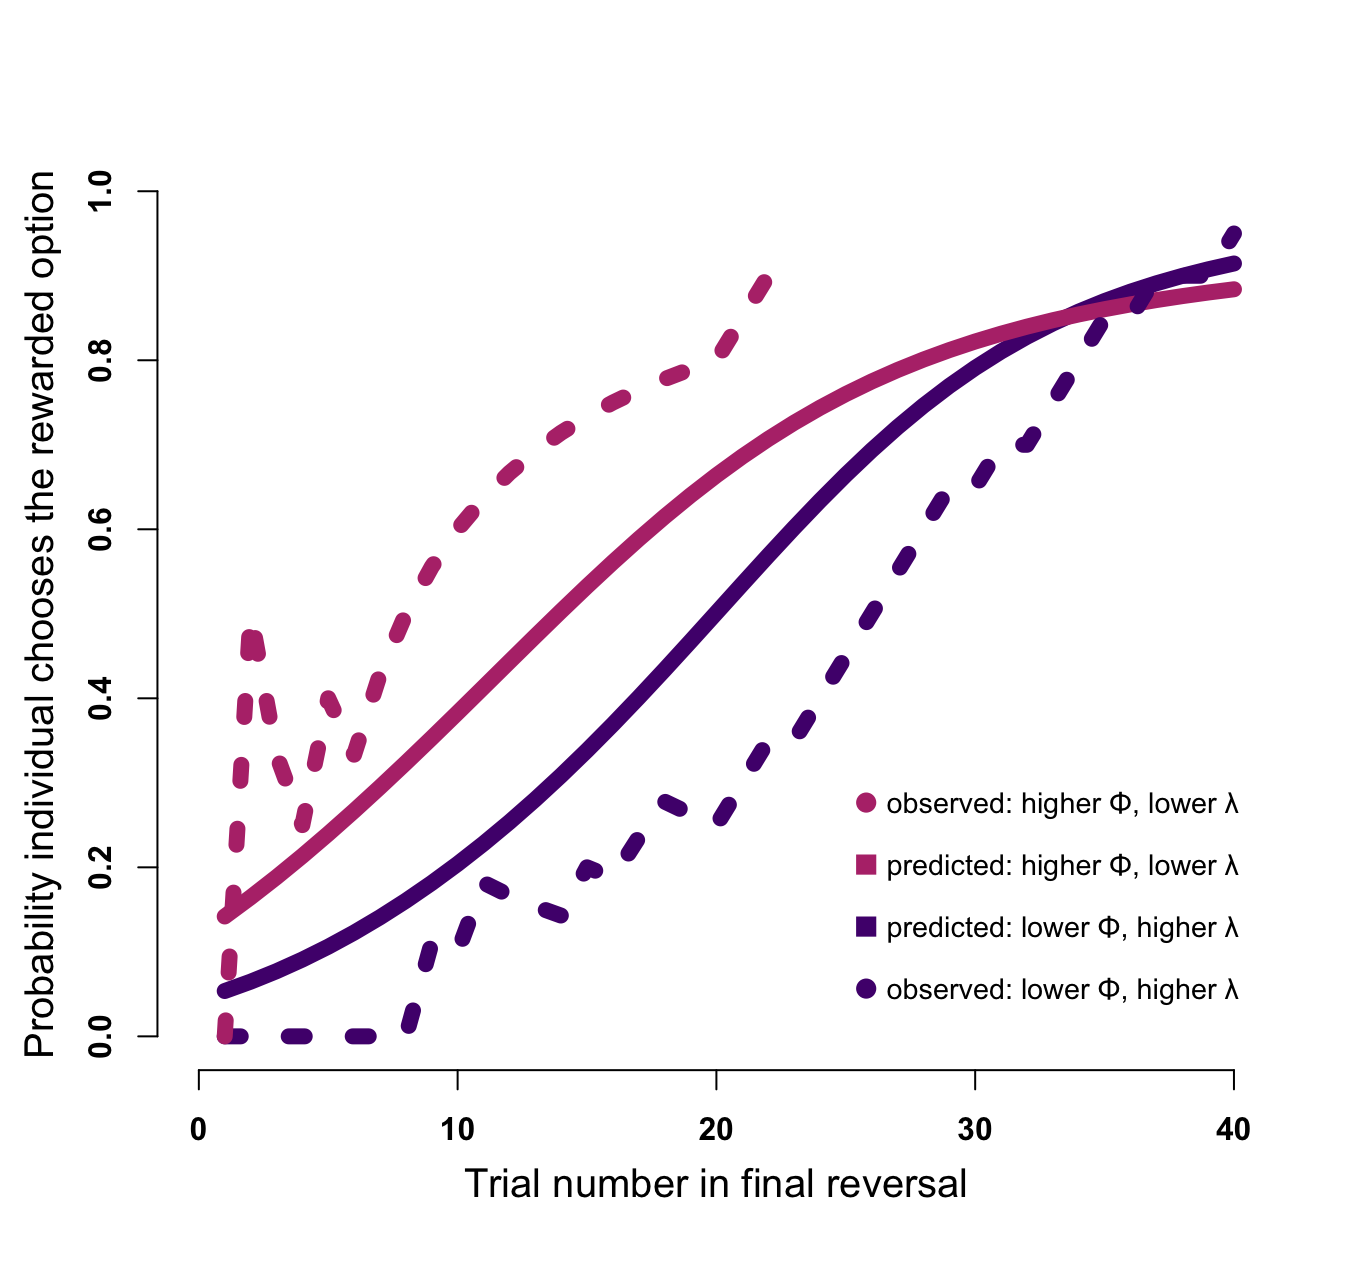 Probability individual chooses the rewarded option
1.0
0.8
0.6
0.4
0.2
0.0
observed: higher Φ, lower λ
predicted: higher Φ, lower λ
predicted: lower Φ, higher λ
observed: lower Φ, higher λ
0 10 20 30 40
Trial number in final reversal